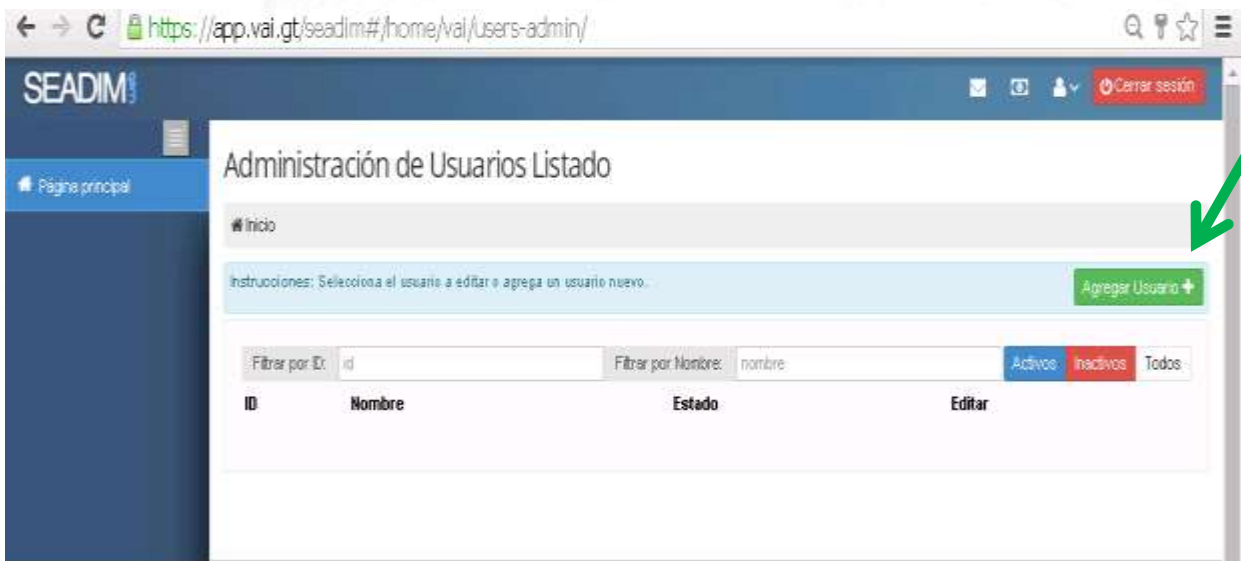 https://app.vai.gt/seadim#/home/vai/users-admin/
SEADIM
Cerrar sesión
Página principal
Administración de Usuarios Listado
Inicio
Instrucciones: Selecciona el usuario a editar o agrega un usuario nuevo.
Agregar Usuario +
Filtrar por ID: id Filtrar por Nombre: nombre Activos Inactivos Todos
ID Nombre Estado Editar